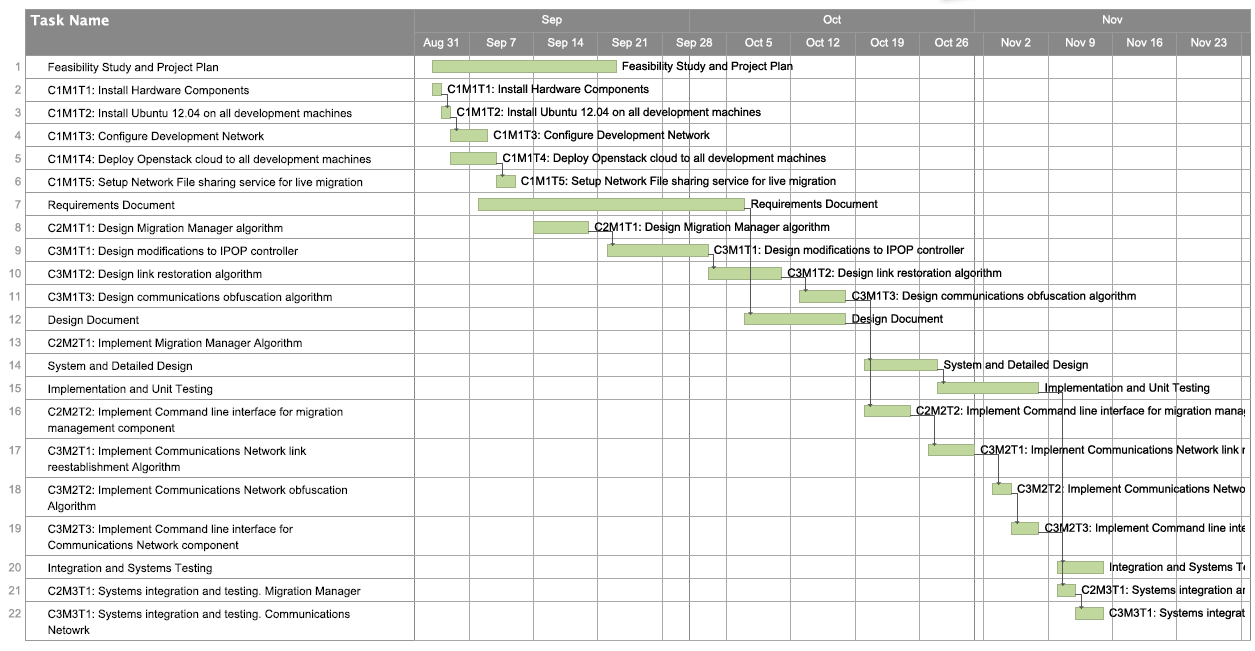 Task Name
Sep Oct Nov
Aug 31 Sep 7 Sep 14 Sep 21 Sep 28 Oct 5 Oct 12 Oct 19 Oct 26 Nov 2 Nov 9 Nov 16 Nov 23
1 Feasibility Study and Project Plan Feasibility Study and Project Plan
2 C1M1T1: Install Hardware Components C1M1T1: Install Hardware Components
3 C1M1T2: Install Ubuntu 12.04 on all development machines C1M1T2: Install Ubuntu 12.04 on all development machines
4 C1M1T3: Configure Development Network C1M1T3: Configure Development Network
5 C1M1T4: Deploy Openstack cloud to all development machines C1M1T4: Deploy Openstack cloud to all development machines
6 C1M1T5: Setup Network File sharing service for live migration C1M1T5: Setup Network File sharing service for live migration
7 Requirements Document Requirements Document
8 C2M1T1: Design Migration Manager algorithm C2M1T1: Design Migration Manager algorithm
9 C3M1T1: Design modifications to IPOP controller C3M1T1: Design modifications to IPOP controller
10 C3M1T2: Design link restoration algorithm C3M1T2: Design link restoration algorithm
11 C3M1T3: Design communications obfuscation algorithm C3M1T3: Design communications obfuscation algorithm
12 Design Document Design Document
13 C2M2T1: Implement Migration Manager Algorithm
14 System and Detailed Design System and Detailed Design
15 Implementation and Unit Testing Implementation and Unit Testing
16 C2M2T2: Implement Command line interface for migration C2M2T2: Implement Command line interface for migration mana
management component
17 C3M2T1: Implement Communications Network link C3M2T1: Implement Communications Network link r
reestablishment Algorithm
18 C3M2T2: Implement Communications Network obfuscation C3M2T2: Implement Communications Netwo
Algorithm
19 C3M2T3: Implement Command line interface for C3M2T3: Implement Command line inte
Communications Network component
20 Integration and Systems Testing Integration and Systems Te
21 C2M3T1: Systems integration and testing. Migration Manager C2M3T1: Systems integration an
22 C3M3T1: Systems integration and testing. Communications C3M3T1: Systems integrat
Netowrk